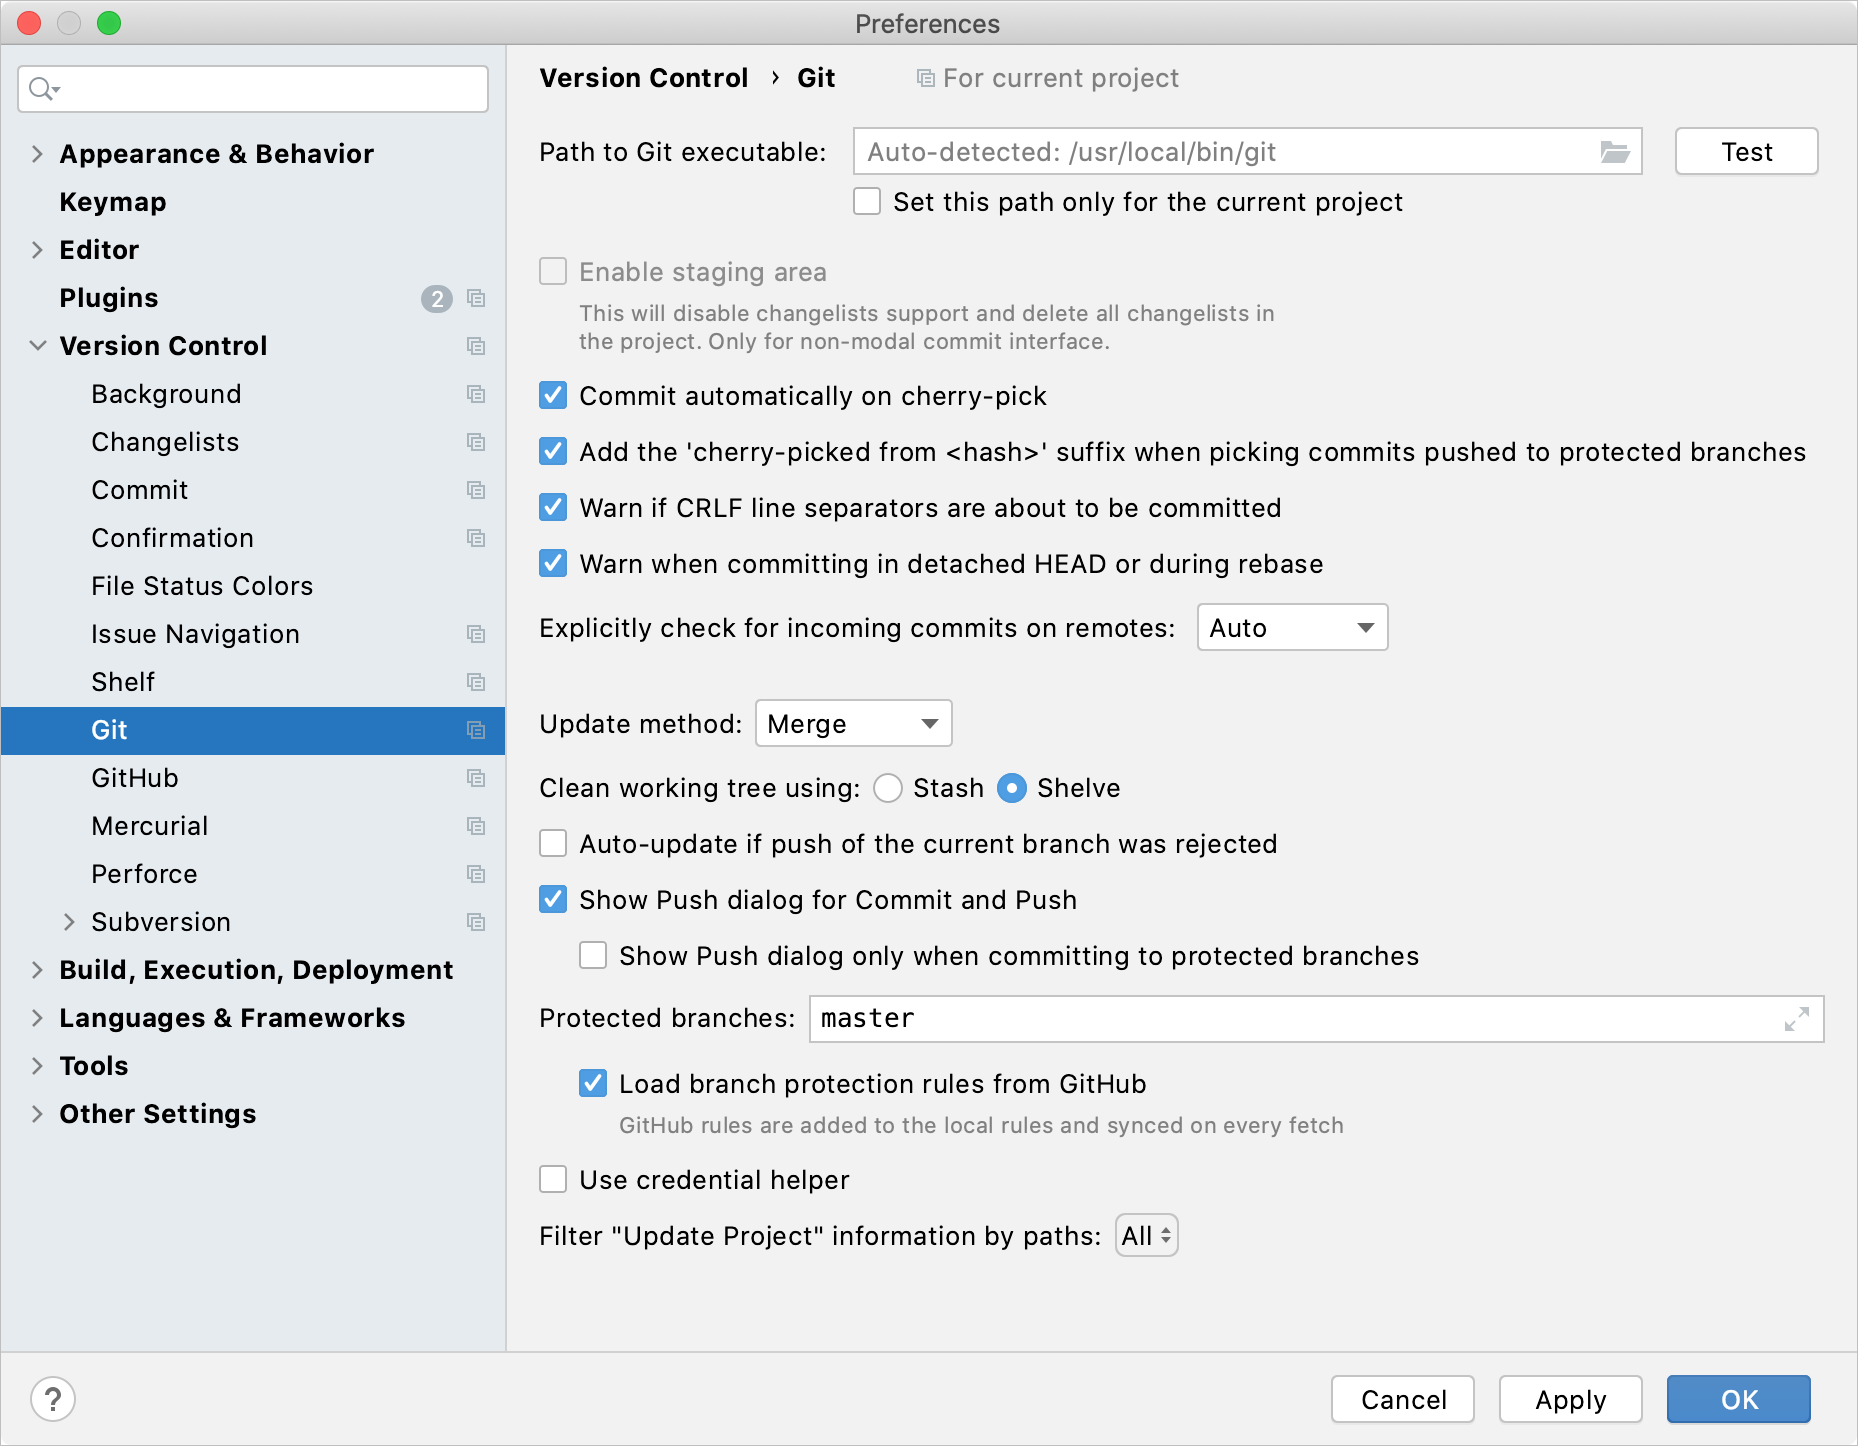 Preferences
Appearance & Behavior
Keymap
Editor
Plugins 2
Version Control
Background
Changelists
Commit
Confirmation
File Status Colors
Issue Navigation
Shelf
Git
GitHub
Mercurial
Perforce
Subversion
Build, Execution, Deployment
Languages & Frameworks
Tools
Other Settings
Version Control › Git For current project
Path to Git executable: Auto-detected: /usr/local/bin/git Test
Set this path only for the current project
Enable staging area
This will disable changelists support and delete all changelists in
the project. Only for non-modal commit interface.
Commit automatically on cherry-pick
Add the 'cherry-picked from <hash>' suffix when picking commits pushed to protected branches
Warn if CRLF line separators are about to be committed
Warn when committing in detached HEAD or during rebase
Explicitly check for incoming commits on remotes: Auto
Update method: Merge
Clean working tree using: Stash Shelve
Auto-update if push of the current branch was rejected
Show Push dialog for Commit and Push
Show Push dialog only when committing to protected branches
Protected branches: master
Load branch protection rules from GitHub
GitHub rules are added to the local rules and synced on every fetch
Use credential helper
Filter "Update Project" information by paths: All
? Cancel Apply OK